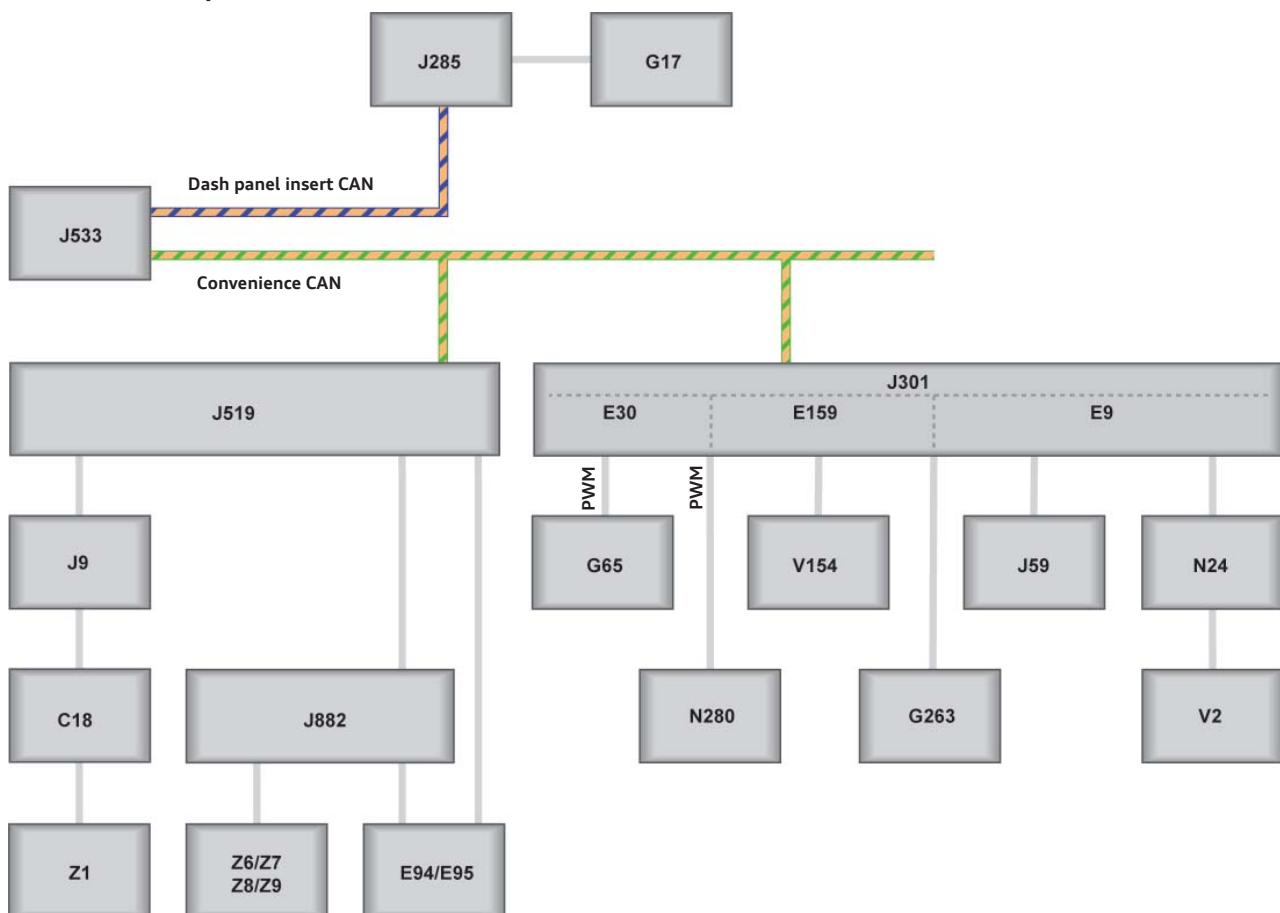 J285
G17
Dash panel insert CAN
J533
Convenience CAN
J301
J519
E30
E159
E9
PWM
PWM
J9
G65
V154
J59
N24
C18
J882
N280
G263
V2
Z1
Z6/Z7
Z8/Z9
E94/E95